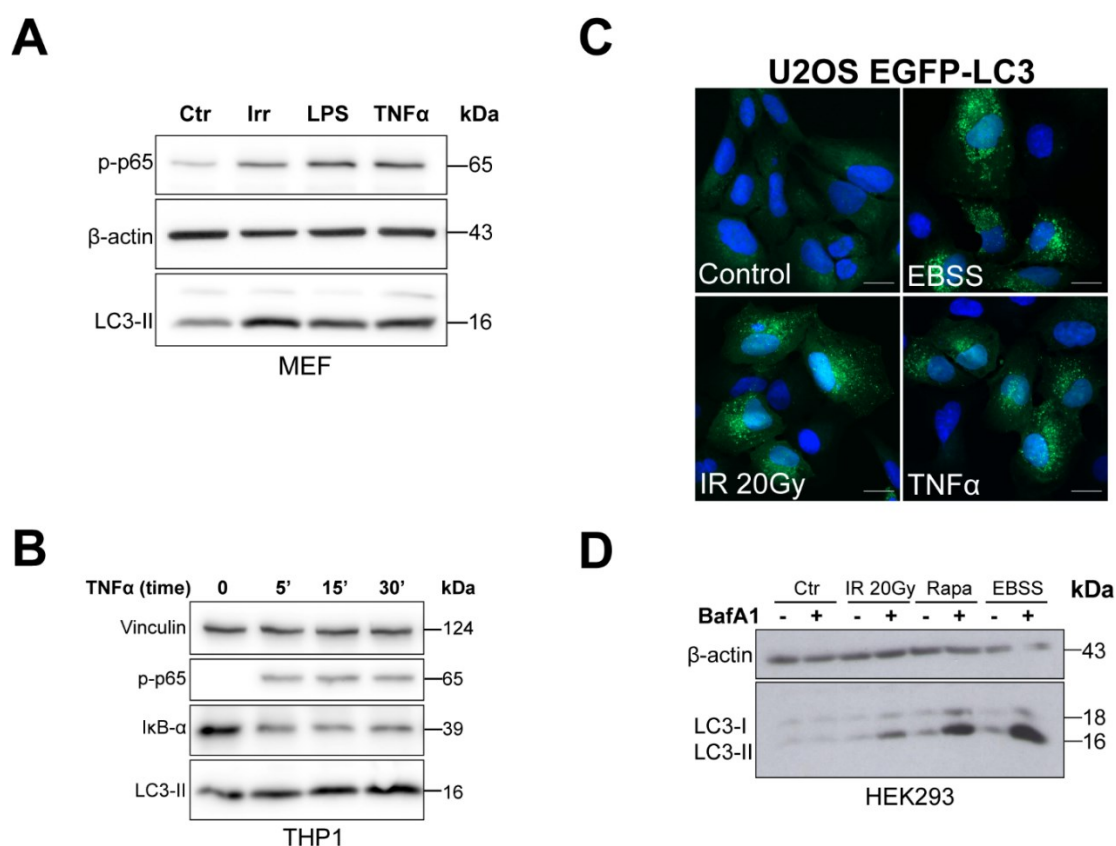 A
Ctr Irr LPS TNFα kDa
p-p65 65
β-actin 43
LC3-II 16
MEF
B
TNFα (time) 0 5' 15' 30' kDa
Vinculin 124
p-p65 65
IκB-α 39
LC3-II 16
THP1
C
U2OS EGFP-LC3
Control EBSS
IR 20Gy TNFα
D
Ctr IR 20Gy Rapa EBSS kDa
BafA1 - + - + - + - +
β-actin 43
LC3-I 18
LC3-II 16
HEK293